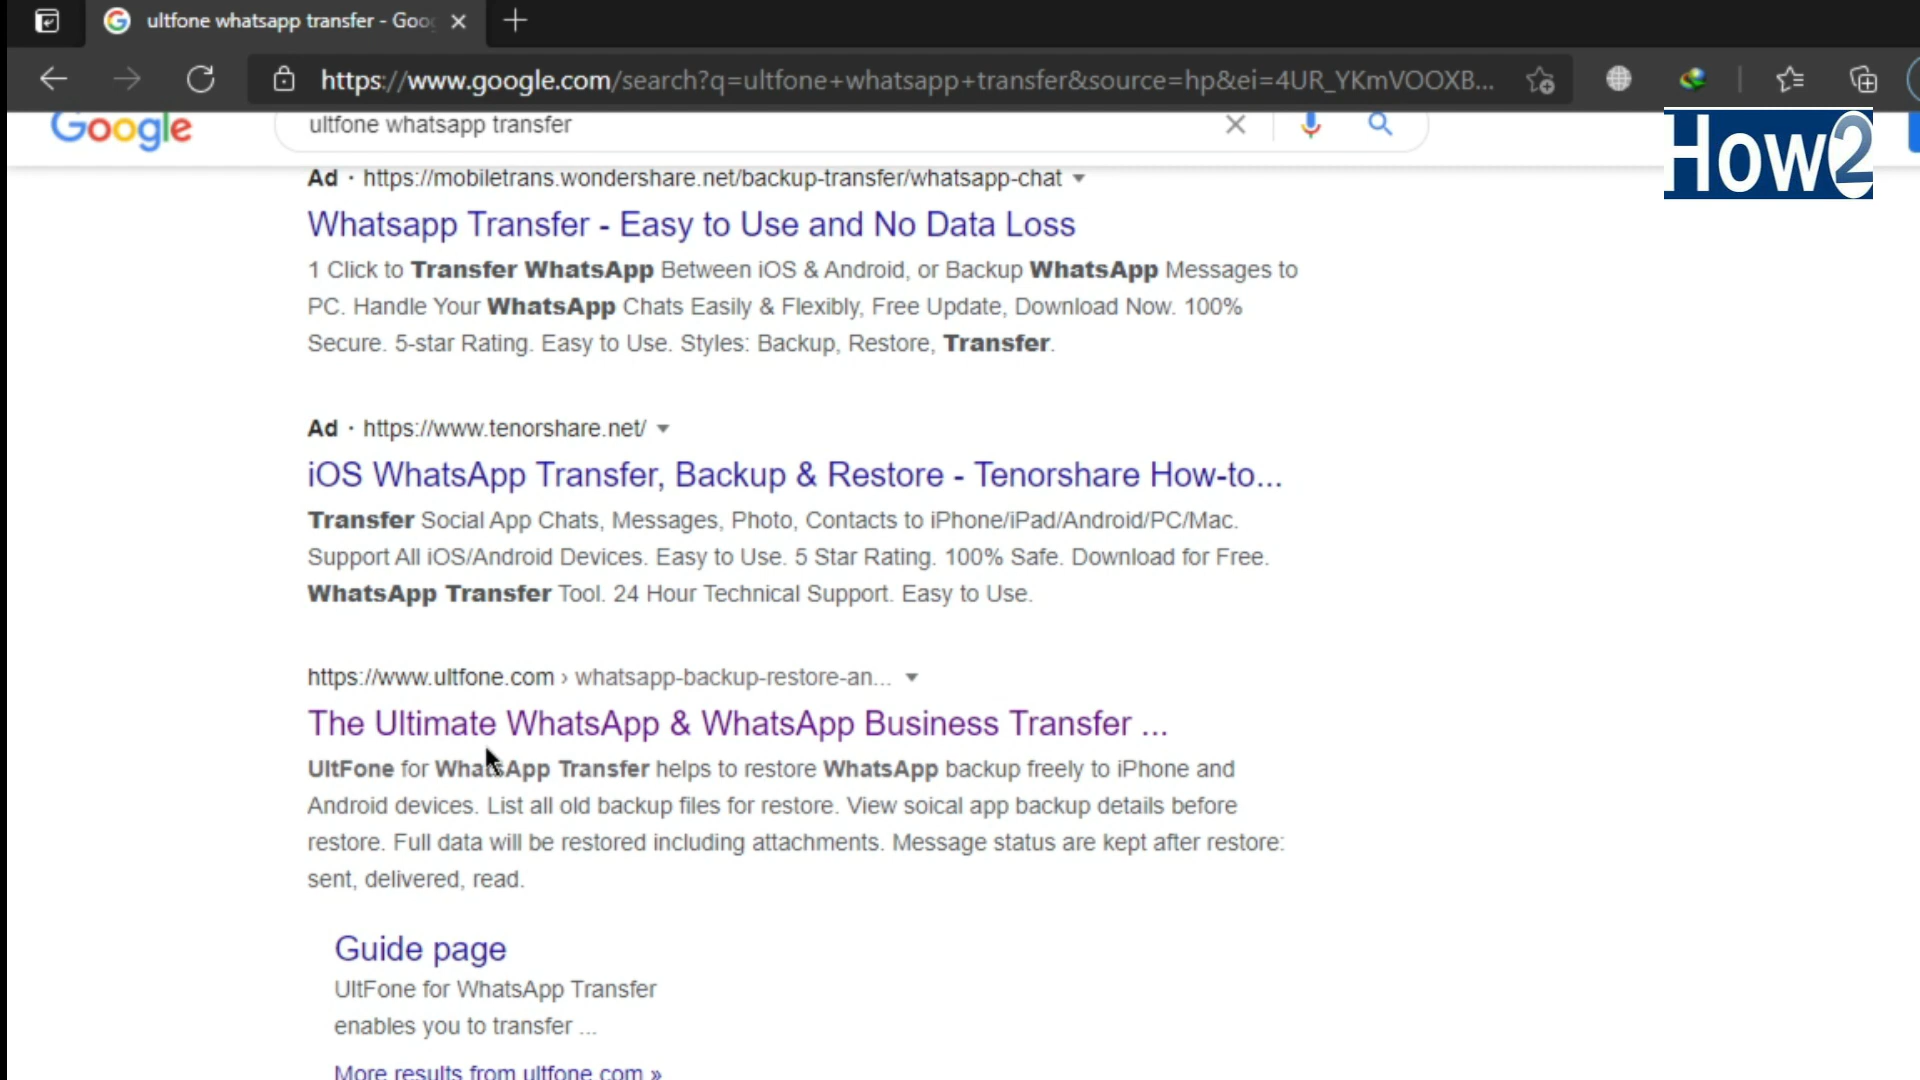 ultfone whatsapp transfer - Goo
https://www.google.com/search?q=ultfone+whatsapp+transfer&source=hp&ei=4UR_YKmVOOXB...
Google
ultfone whatsapp transfer
How2
Ad · https://mobiletrans.wondershare.net/backup-transfer/whatsapp-chat
Whatsapp Transfer - Easy to Use and No Data Loss
1 Click to Transfer WhatsApp Between iOS & Android, or Backup WhatsApp Messages to
PC. Handle Your WhatsApp Chats Easily & Flexibly, Free Update, Download Now. 100%
Secure. 5-star Rating. Easy to Use. Styles: Backup, Restore, Transfer.
Ad · https://www.tenorshare.net/
iOS WhatsApp Transfer, Backup & Restore - Tenorshare How-to...
Transfer Social App Chats, Messages, Photo, Contacts to iPhone/iPad/Android/PC/Mac.
Support All iOS/Android Devices. Easy to Use. 5 Star Rating. 100% Safe. Download for Free.
WhatsApp Transfer Tool. 24 Hour Technical Support. Easy to Use.
https://www.ultfone.com › whatsapp-backup-restore-an...
The Ultimate WhatsApp & WhatsApp Business Transfer ...
UltFone for WhatsApp Transfer helps to restore WhatsApp backup freely to iPhone and
Android devices. List all old backup files for restore. View soical app backup details before
restore. Full data will be restored including attachments. Message status are kept after restore:
sent, delivered, read.
Guide page
UltFone for WhatsApp Transfer
enables you to transfer ...
More results from ultfone.com »